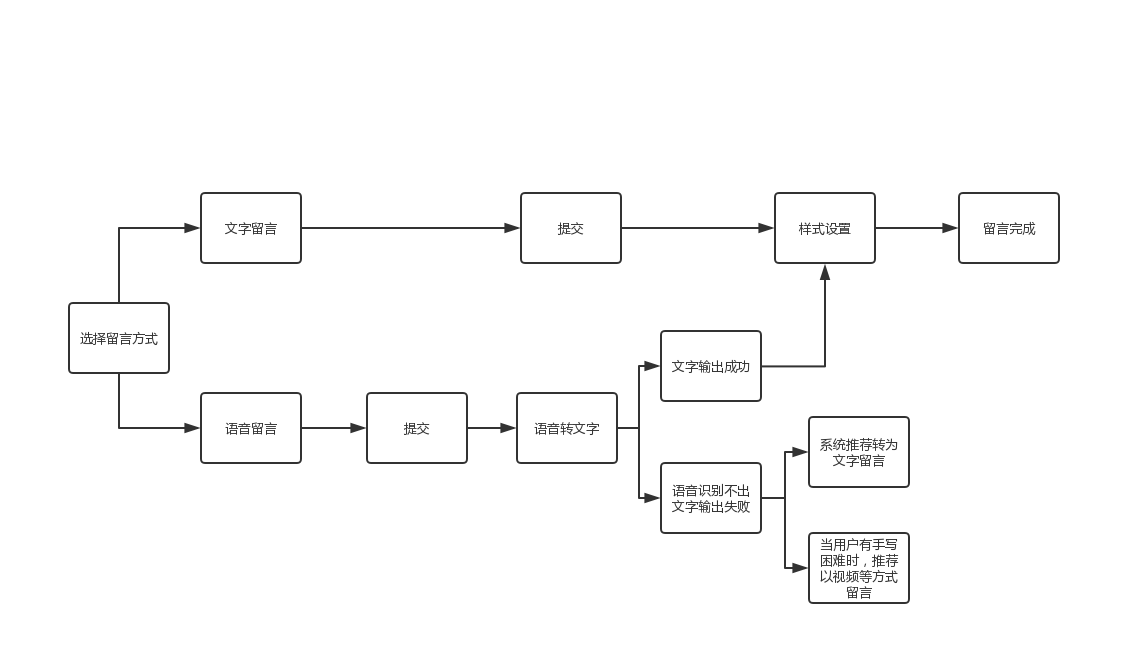 文字留言
提交
样式设置
留言完成
选择留言方式
文字输出成功
语音留言
提交
语音转文字
系统推荐转为
文字留言
语音识别不出
文字输出失败
当用户有手写
困难时，推荐
以视频等方式
留言